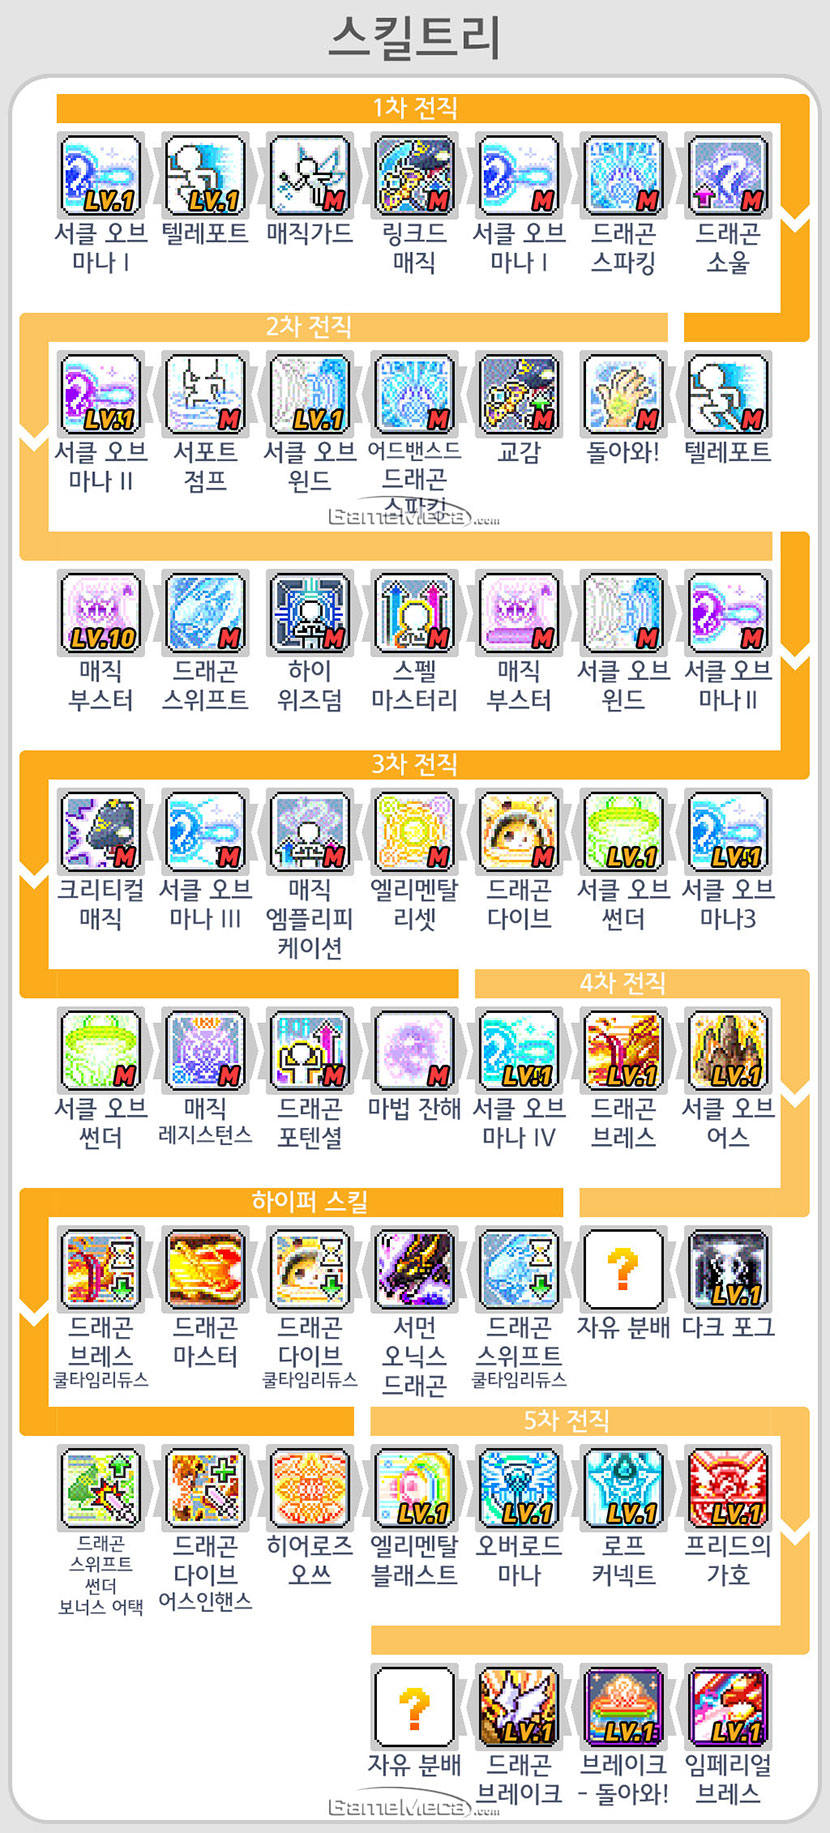 스킬트리
1차 전직
LV.1 LV.1 M M M M M
서클 오브 텔레포트 매직가드 링크드 서클 오브 드래곤 드래곤
마나 I 매직 마나 I 스파킹 소울
2차 전직
LV.1 M LV.1 M M M M
서클 오브 서포트 서클 오브 어드밴스드 교감 돌아와! 텔레포트
마나 II 점프 윈드 드래곤
스파킹
GameMeca.com
LV.10 M M M M M M
매직 드래곤 하이 스펠 매직 서클 오브 서클 오브
부스터 스위프트 위즈덤 마스터리 부스터 윈드 마나 II
3차 전직
M M M M M LV.1 LV.1
크리티컬 서클 오브 매직 엘리멘탈 드래곤 서클 오브 서클 오브
매직 마나 III 엠플리피 리셋 다이브 썬더 마나3
케이션
4차 전직
M M M M LV.1 LV.1 LV.1
서클 오브 매직 드래곤 마법 잔해 서클 오브 드래곤 서클 오브
썬더 레지스턴스 포텐셜 마나 IV 브레스 어스
하이퍼 스킬
? LV.1
드래곤 드래곤 드래곤 서먼 드래곤 자유 분배 다크 포그
브레스 마스터 다이브 오닉스 스위프트
쿨타임리듀스 쿨타임리듀스 드래곤 쿨타임리듀스
5차 전직
LV.1 LV.1 LV.1 LV.1
드래곤 드래곤 히어로즈 엘리멘탈 오버로드 로프 프리드의
스위프트 다이브 오쓰 블래스트 마나 커넥트 가호
썬더 어스인핸스
보너스 어택
? LV.1 LV.1 LV.1
자유 분배 드래곤 브레이크 임페리얼
브레이크 - 돌아와! 브레스
GameMeca.com